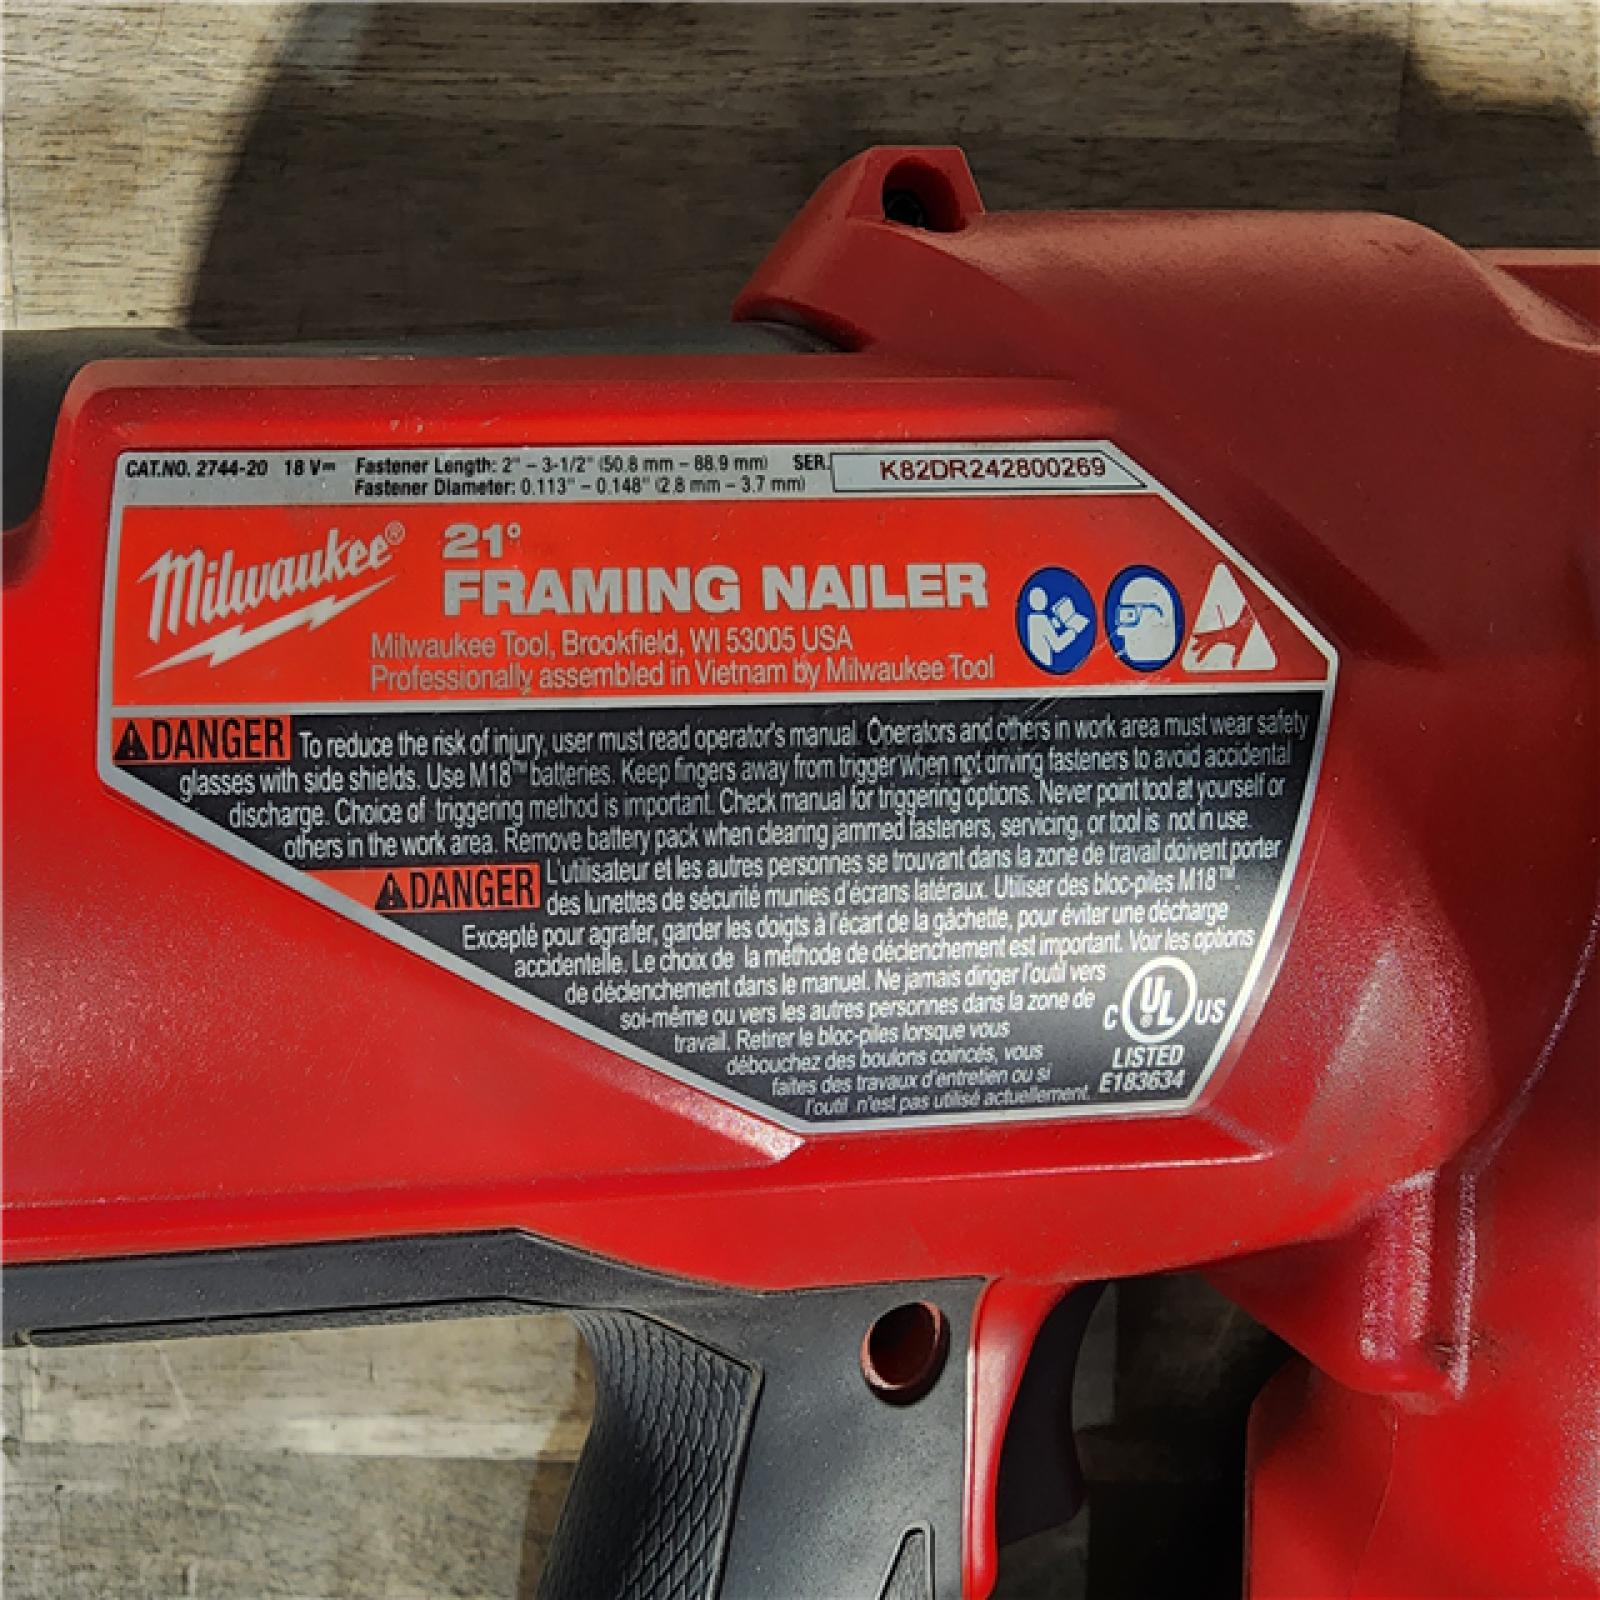 CAT.NO. 2744-20 18 V⎓ Fastener Length: 2" – 3-1/2" (50.8 mm – 88.9 mm) SER. K82DR242800269
Fastener Diameter: 0.113" – 0.148" (2.8 mm – 3.7 mm)
Milwaukee®
21°
FRAMING NAILER
Milwaukee Tool, Brookfield, WI 53005 USA
Professionally assembled in Vietnam by Milwaukee Tool
DANGER To reduce the risk of injury, user must read operator's manual. Operators and others in work area must wear safety
glasses with side shields. Use M18™ batteries. Keep fingers away from trigger when not driving fasteners to avoid accidental
discharge. Choice of triggering method is important. Check manual for triggering options. Never point tool at yourself or
others in the work area. Remove battery pack when clearing jammed fasteners, servicing, or tool is not in use.
DANGER L'utilisateur et les autres personnes se trouvant dans la zone de travail doivent porter
des lunettes de sécurité munies d'écrans latéraux. Utiliser des bloc-piles M18™.
Excepté pour agrafer, garder les doigts à l'écart de la gâchette, pour éviter une décharge
accidentelle. Le choix de la méthode de déclenchement est important. Voir les options
de déclenchement dans le manuel. Ne jamais diriger l'outil vers
soi-même ou vers les autres personnes dans la zone de
travail. Retirer le bloc-piles lorsque vous
débouchez des boulons coincés, vous
faites des travaux d'entretien ou si
l'outil n'est pas utilisé actuellement.
C UL® US
LISTED
E183634